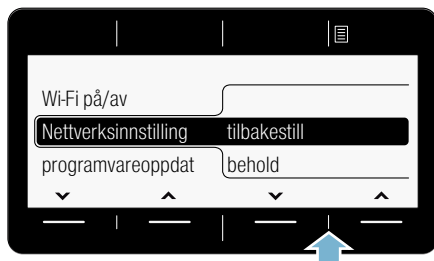 Wi-Fi på/av
Nettverksinnstilling tilbakestill
programvareoppdat behold